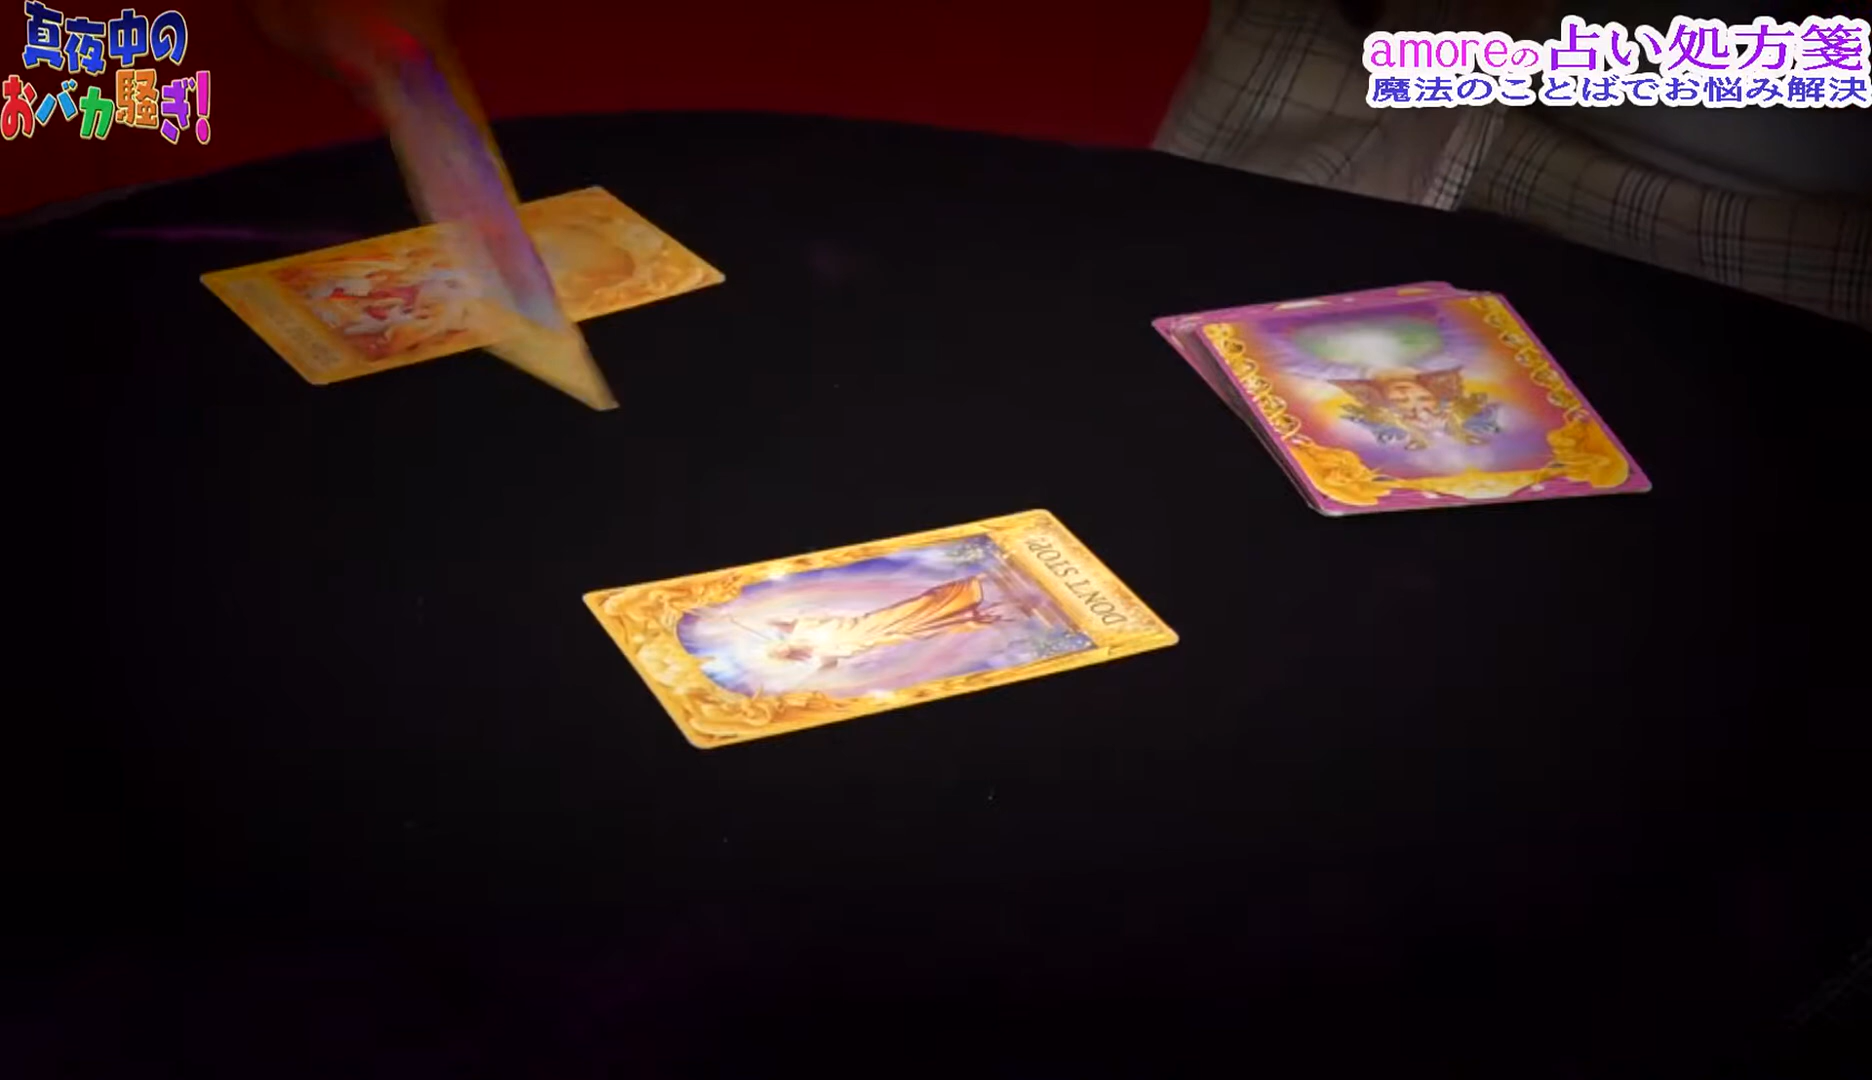 真夜中の
おバカ騒ぎ!
amoreの占い処方箋
魔法のことばでお悩み解決
DON'T STOP!